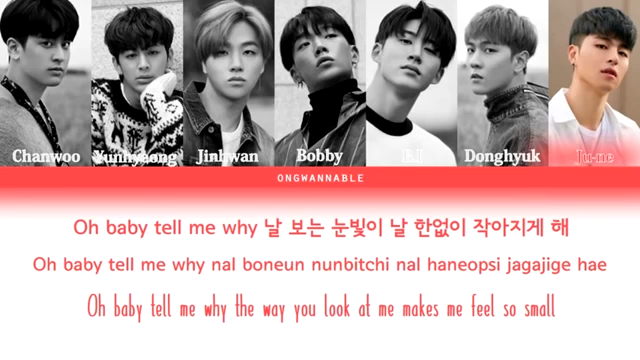 Chanwoo Yunhyeong Jinhwan Bobby B.I Donghyuk Ju-ne
ONGWANNABLE
Oh baby tell me why 날 보는 눈빛이 날 한없이 작아지게 해
Oh baby tell me why nal boneun nunbitchi nal haneopsi jagajige hae
Oh baby tell me why the way you look at me makes me feel so small